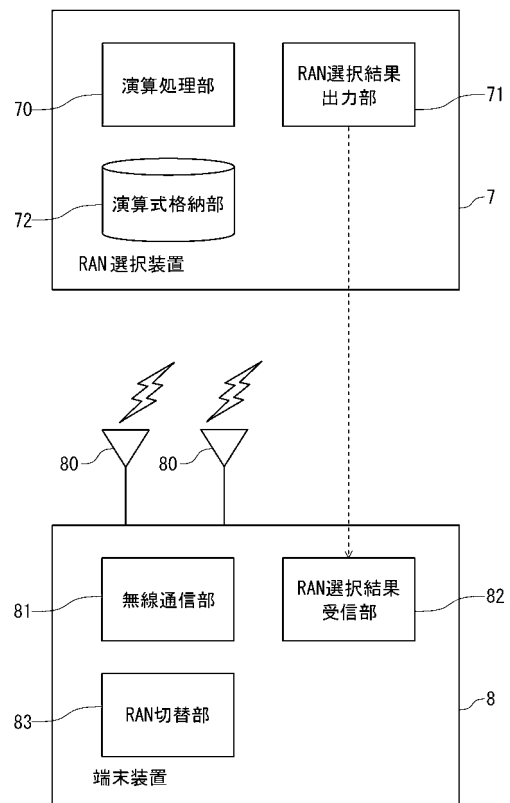 演算処理部
70
RAN選択結果
出力部
71
演算式格納部
72
7
RAN選択装置
80
80
無線通信部
81
RAN選択結果
受信部
82
RAN切替部
83
8
端末装置